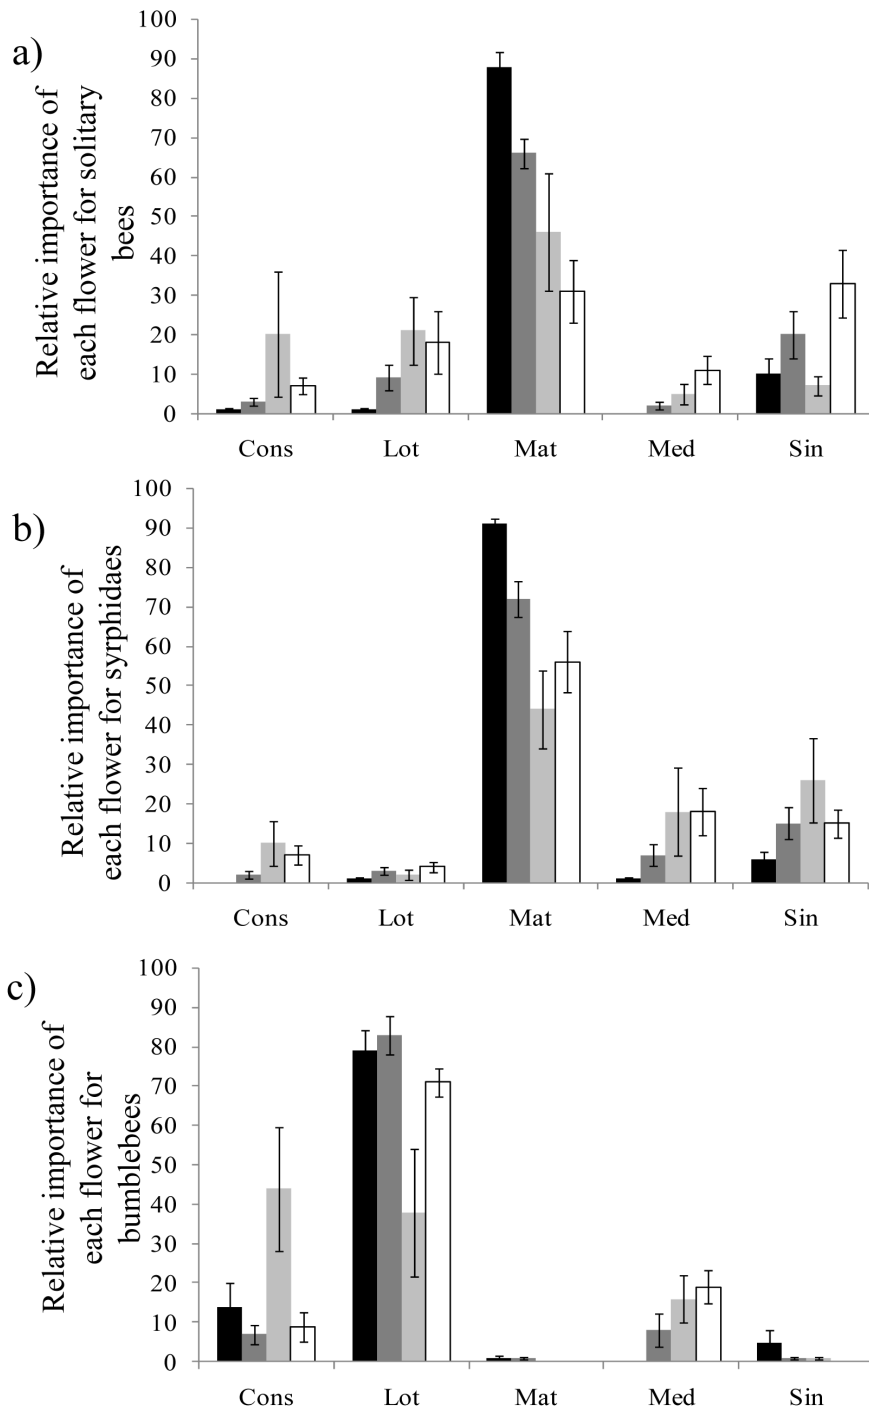 a)
Relative importance of
each flower for solitary
bees
100
90
80
70
60
50
40
30
20
10
0
Cons Lot Mat Med Sin
b)
Relative importance of
each flower for syrphidaes
100
90
80
70
60
50
40
30
20
10
0
Cons Lot Mat Med Sin
c)
Relative importance of
each flower for
bumblebees
100
90
80
70
60
50
40
30
20
10
0
Cons Lot Mat Med Sin